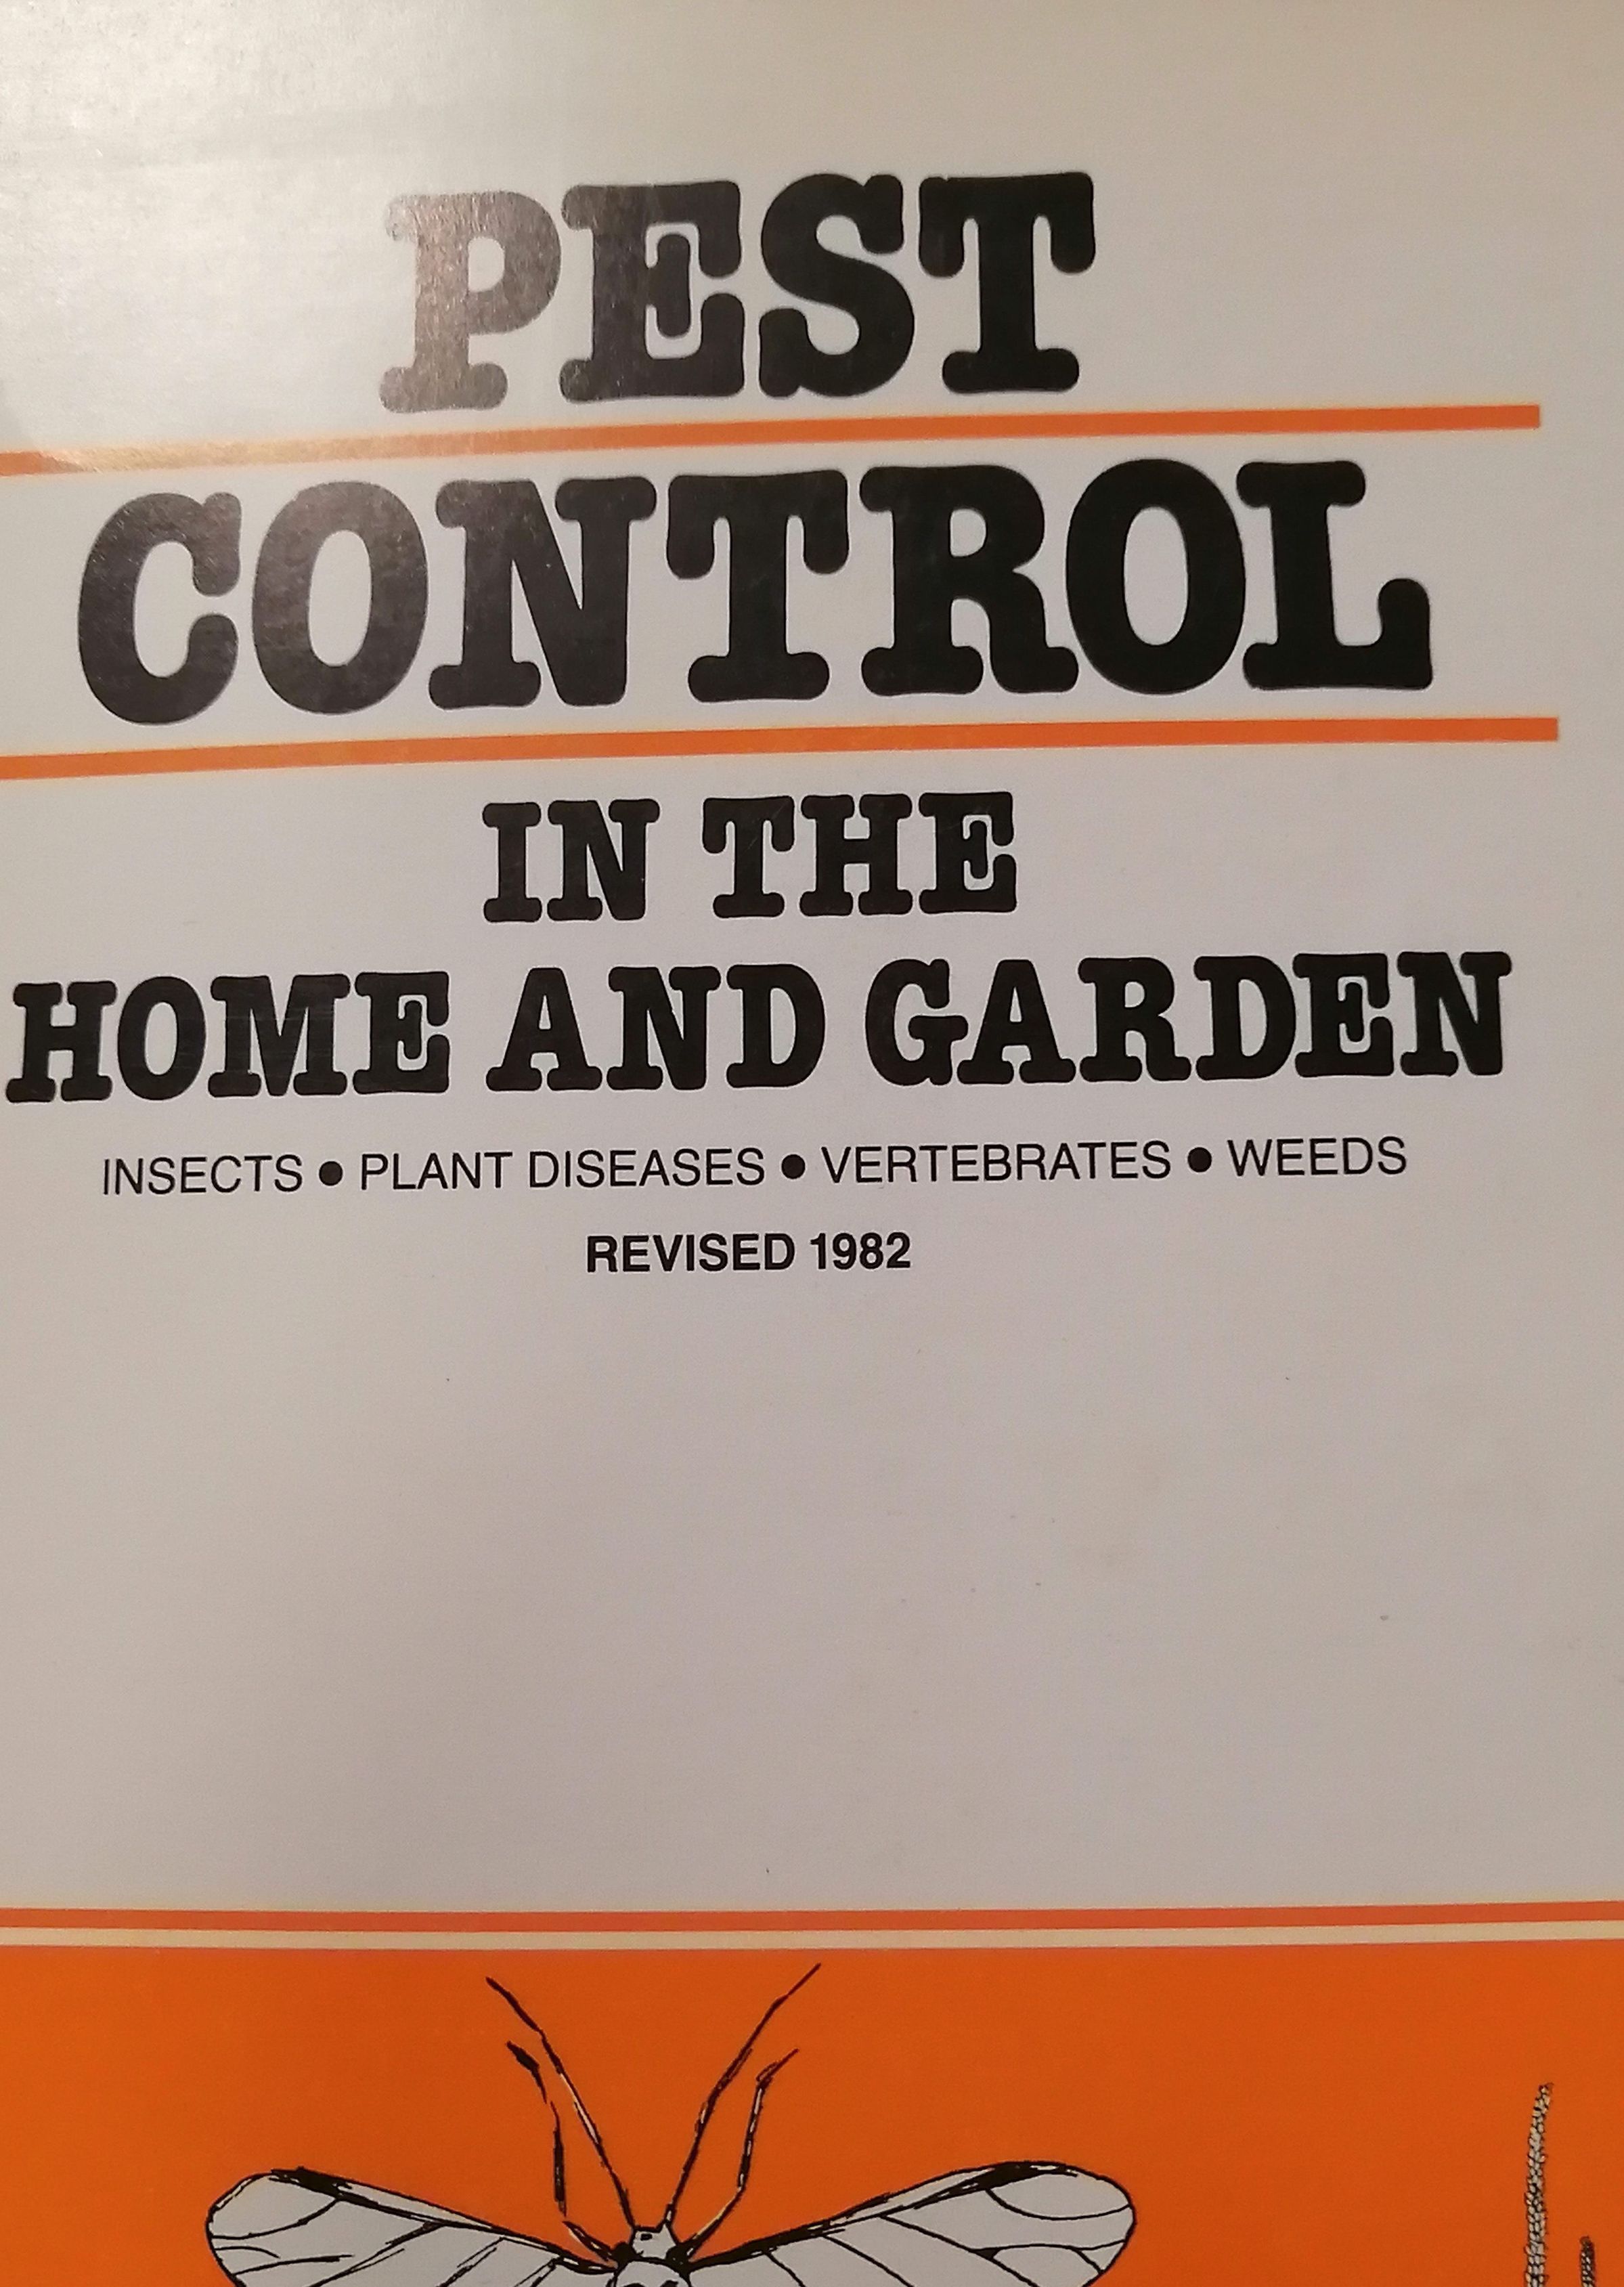 PEST
CONTROL
IN THE
HOME AND GARDEN
INSECTS ● PLANT DISEASES ● VERTEBRATES ● WEEDS
REVISED 1982